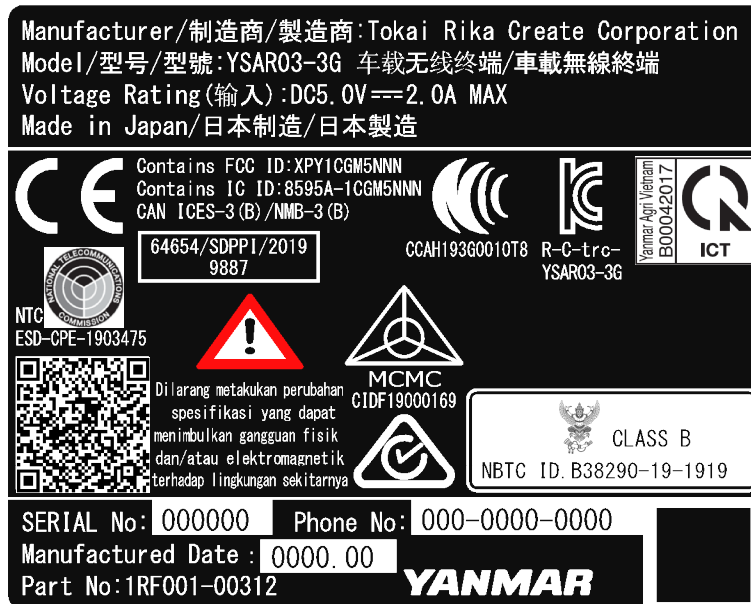 Manufacturer/制造商/製造商:Tokai Rika Create Corporation
Model/型号/型號:YSAR03-3G 车载无线终端/車載無線終端
Voltage Rating(输入):DC5.0V⎓2.0A MAX
Made in Japan/日本制造/日本製造
CE
Contains FCC ID:XPY1CGM5NNN
Contains IC ID:8595A-1CGM5NNN
CAN ICES-3(B)/NMB-3(B)
64654/SDPPI/2019
9887
CCC
CCAH193G0010T8
R-C-trc-
YSAR03-3G
Yanmar Agri Vietnam
B00042017
ICT
NATIONAL TELECOMMUNICATIONS
COMMISSION
NTC
ESD-CPE-1903475
Dilarang metakukan perubahan
spesifikasi yang dapat
menimbulkan gangguan fisik
dan/atau elektromagnetik
terhadap lingkungan sekitarnya
MCMC
CIDF19000169
CLASS B
NBTC ID.B38290-19-1919
SERIAL No: 000000 Phone No: 000-0000-0000
Manufactured Date : 0000.00
Part No:1RF001-00312
YANMAR